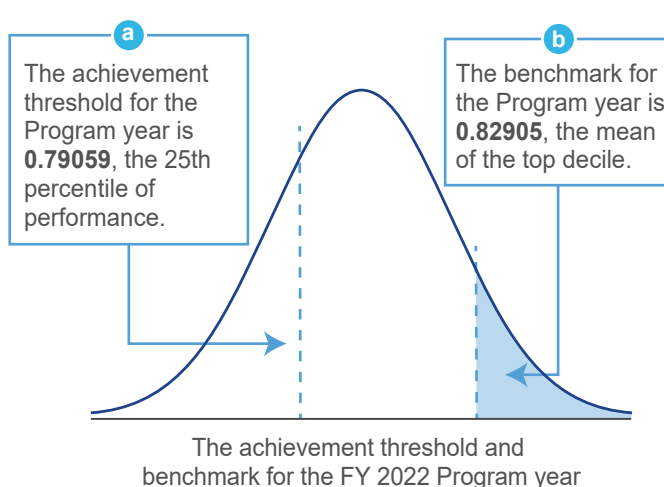 a
The achievement
threshold for the
Program year is
0.79059, the 25th
percentile of
performance.
b
The benchmark for
the Program year is
0.82905, the mean
of the top decile.
The achievement threshold and
benchmark for the FY 2022 Program year